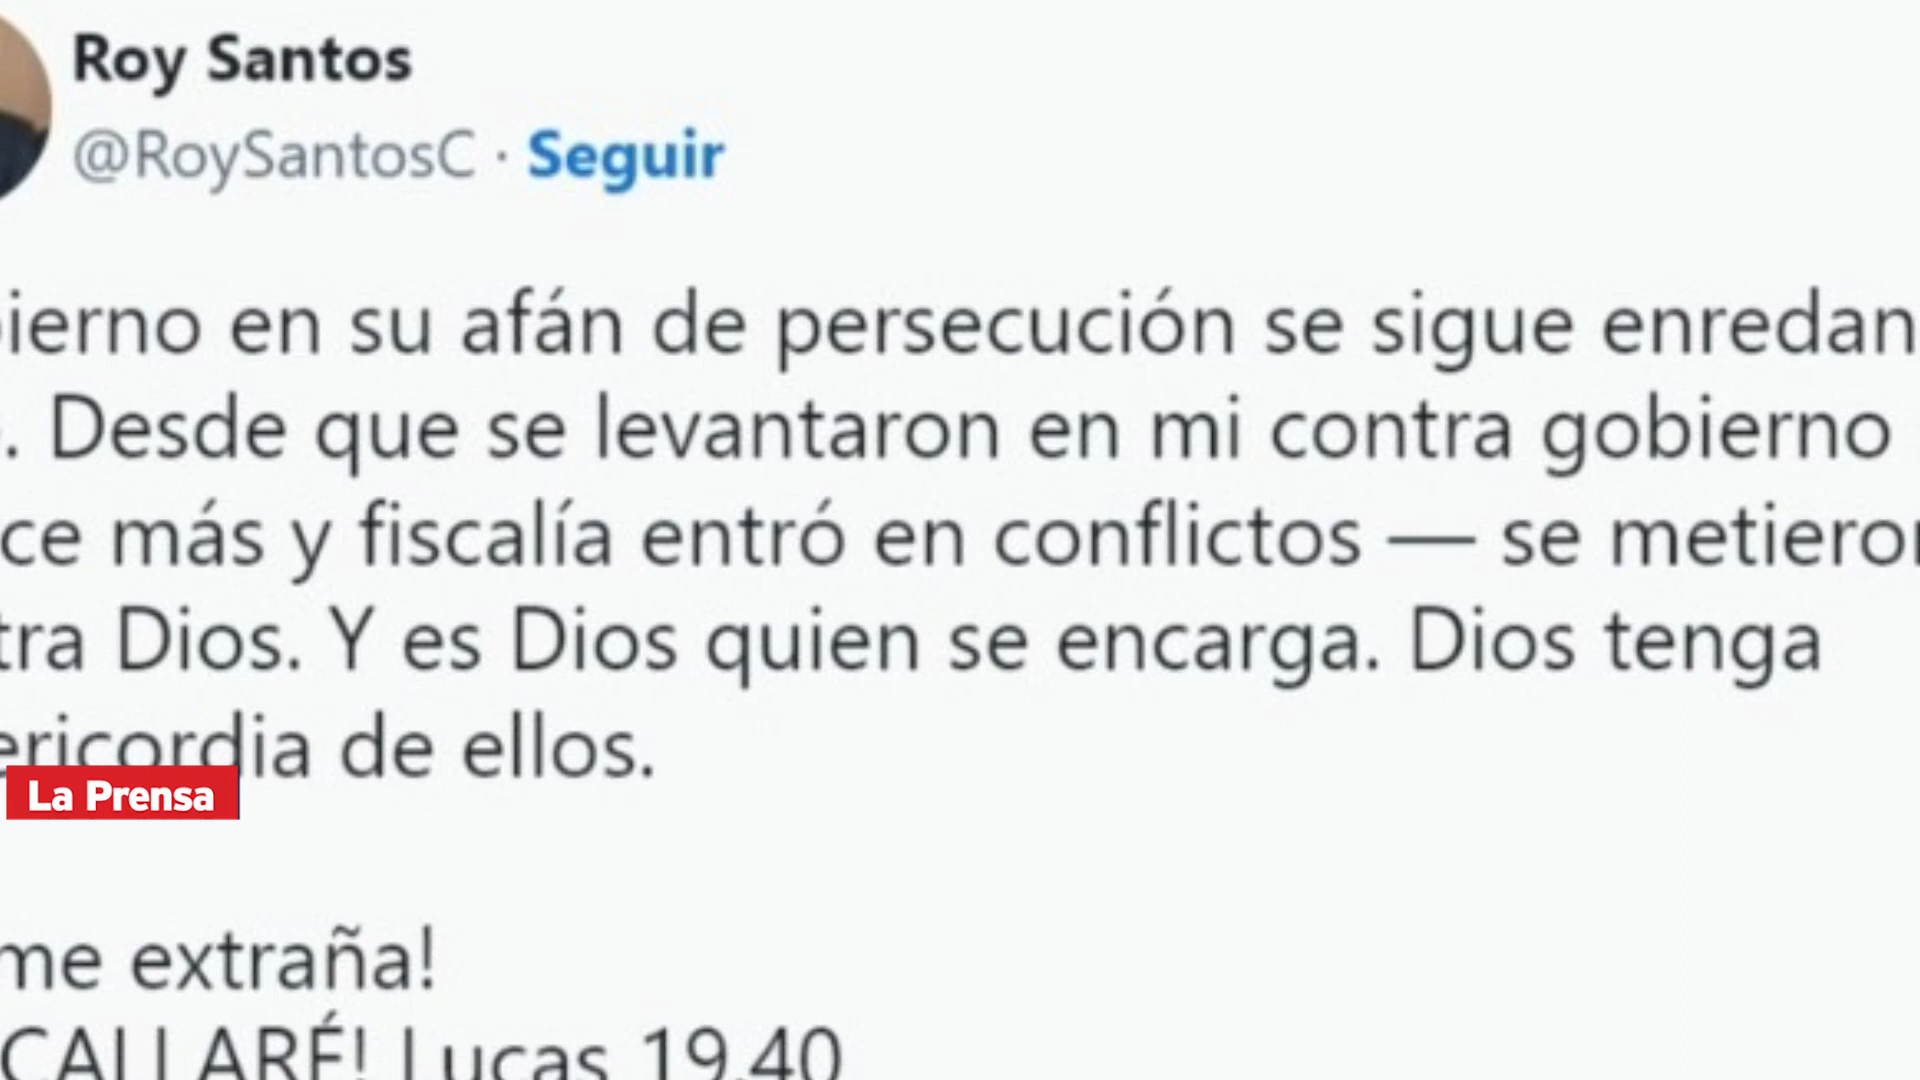 Roy Santos
@RoySantosC · Seguir
ierno en su afán de persecución se sigue enredan
. Desde que se levantaron en mi contra gobierno
ce más y fiscalía entró en conflictos — se metieron
tra Dios. Y es Dios quien se encarga. Dios tenga
ericordia de ellos.
La Prensa
me extraña!
CALLARÉ! Lucas 19.40